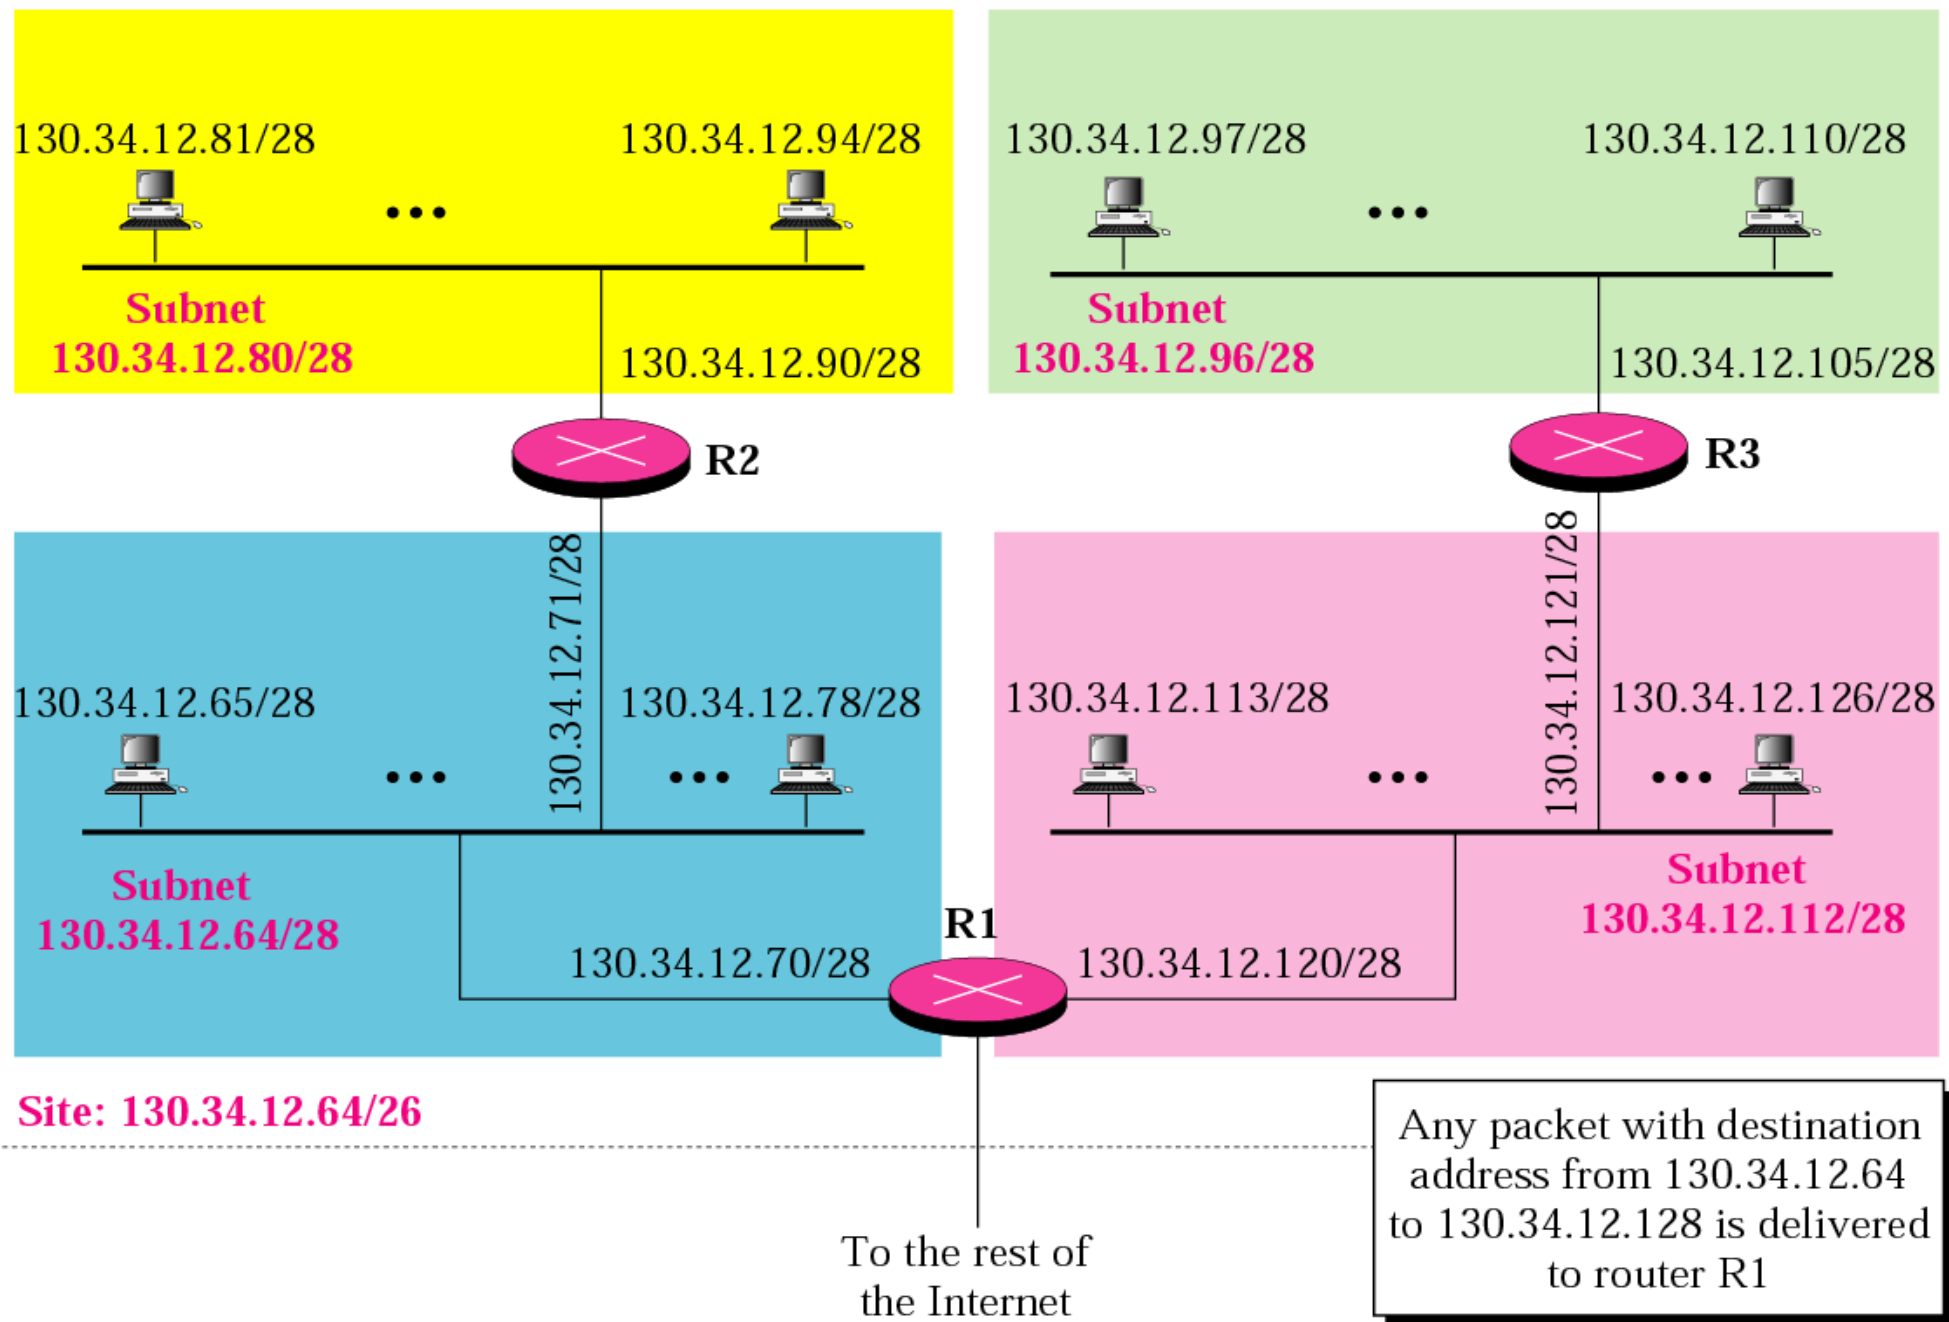 130.34.12.81/28
130.34.12.94/28
130.34.12.97/28
130.34.12.110/28
Subnet
130.34.12.80/28
130.34.12.90/28
Subnet
130.34.12.96/28
130.34.12.105/28
R2
R3
130.34.12.71/28
130.34.12.121/28
130.34.12.65/28
130.34.12.78/28
130.34.12.113/28
130.34.12.126/28
Subnet
130.34.12.64/28
Subnet
130.34.12.112/28
R1
130.34.12.70/28
130.34.12.120/28
Site: 130.34.12.64/26
Any packet with destination
address from 130.34.12.64
to 130.34.12.128 is delivered
to router R1
To the rest of
the Internet